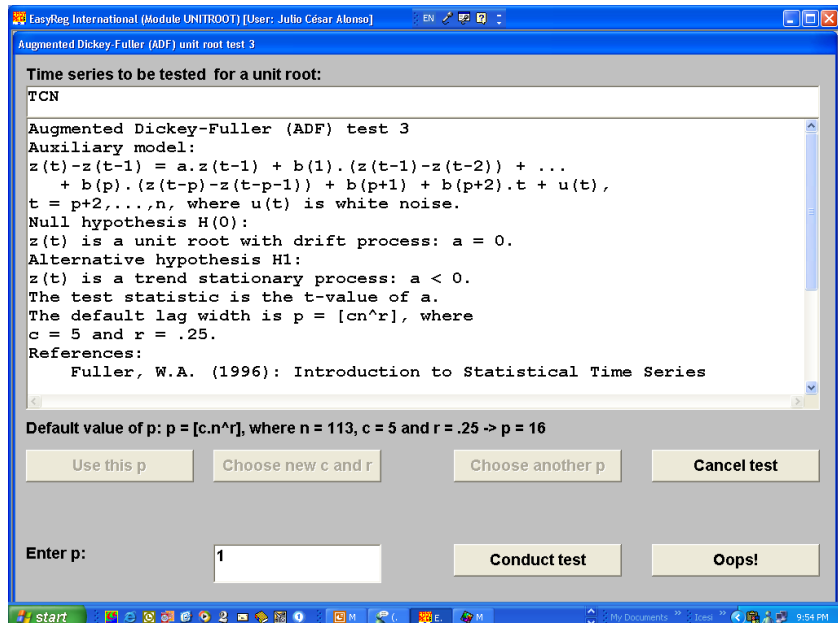 EasyReg International (Module UNITROOT) [User: Julio César Alonso]
EN
Augmented Dickey-Fuller (ADF) unit root test 3
Time series to be tested for a unit root:
TCN
Augmented Dickey-Fuller (ADF) test 3
Auxiliary model:
z(t)-z(t-1) = a.z(t-1) + b(1).(z(t-1)-z(t-2)) + ...
+ b(p).(z(t-p)-z(t-p-1)) + b(p+1) + b(p+2).t + u(t),
t = p+2,...,n, where u(t) is white noise.
Null hypothesis H(0):
z(t) is a unit root with drift process: a = 0.
Alternative hypothesis H1:
z(t) is a trend stationary process: a < 0.
The test statistic is the t-value of a.
The default lag width is p = [cn^r], where
c = 5 and r = .25.
References:
Fuller, W.A. (1996): Introduction to Statistical Time Series
Default value of p: p = [c.n^r], where n = 113, c = 5 and r = .25 -> p = 16
Use this p
Choose new c and r
Choose another p
Cancel test
Enter p:
1
Conduct test
Oops!
start
M
(.
E.
M
My Documents »
Icesi »
9:54 PM